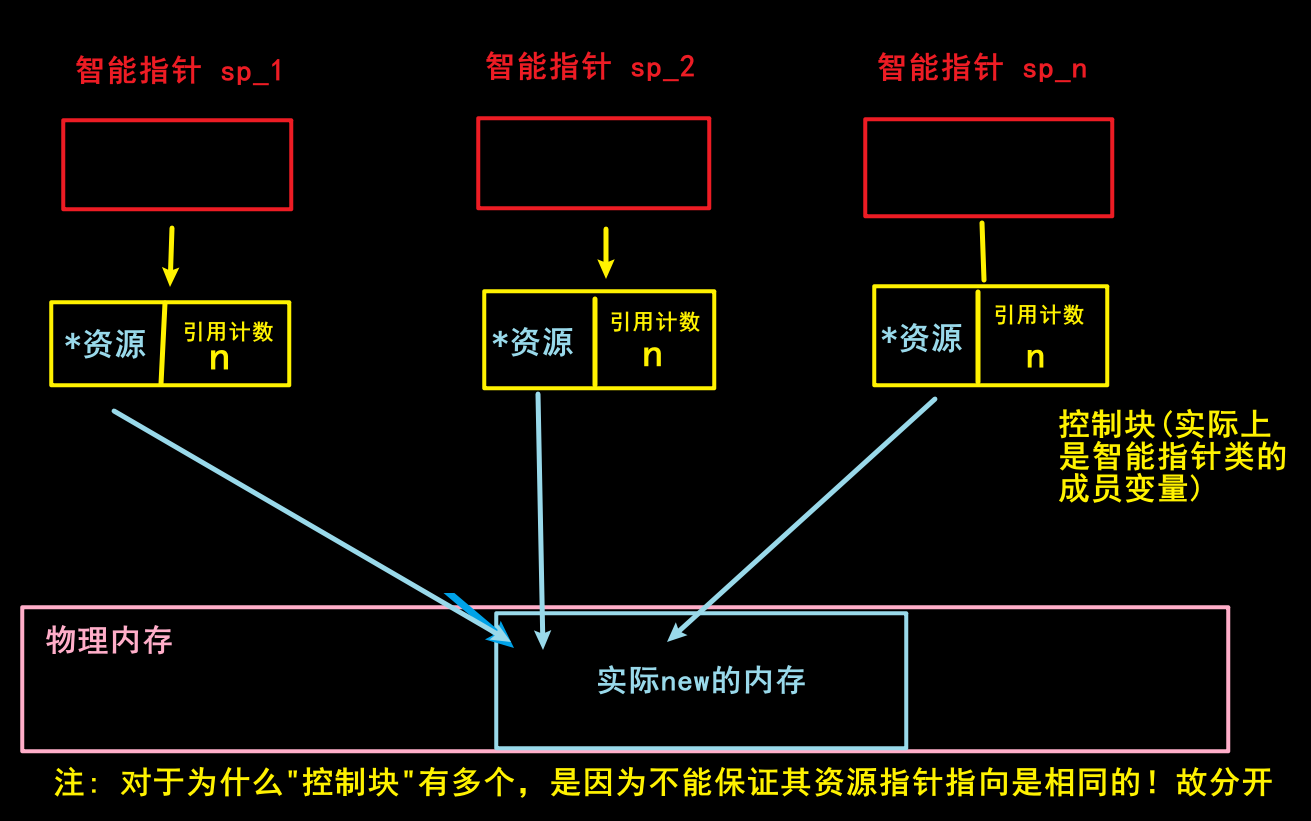 智能指针 sp_1
智能指针 sp_2
智能指针 sp_n
*资源
引用计数
n
*资源
引用计数
n
*资源
引用计数
n
控制块(实际上
是智能指针类的
成员变量)
物理内存
实际new的内存
注: 对于为什么"控制块"有多个, 是因为不能保证其资源指针指向是相同的! 故分开